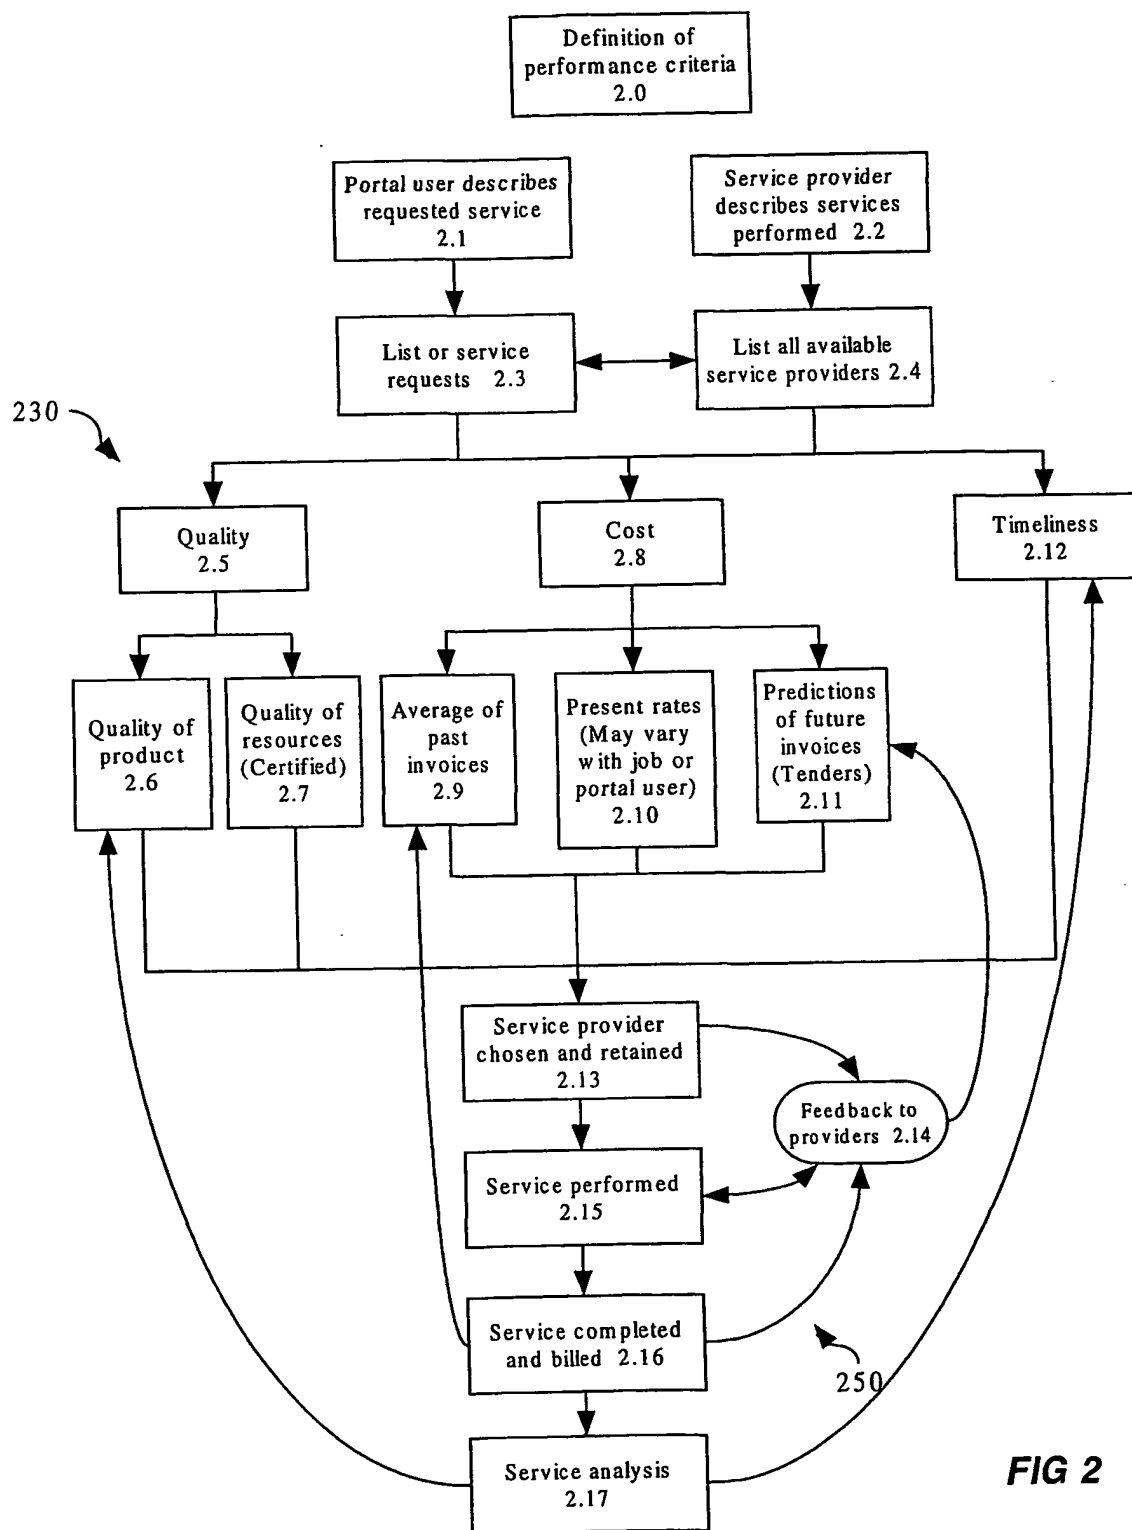 Definition of
performance criteria
2.0
Portal user describes
requested service
2.1
Service provider
describes services
performed 2.2
List or service
requests 2.3
List all available
service providers 2.4
230
Quality
2.5
Cost
2.8
Timeliness
2.12
Quality of
product
2.6
Quality of
resources
(Certified)
2.7
Average of
past
invoices
2.9
Present rates
(May vary
with job or
portal user)
2.10
Predictions
of future
invoices
(Tenders)
2.11
Service provider
chosen and retained
2.13
Feedback to
providers 2.14
Service performed
2.15
Service completed
and billed 2.16
250
Service analysis
2.17
FIG 2